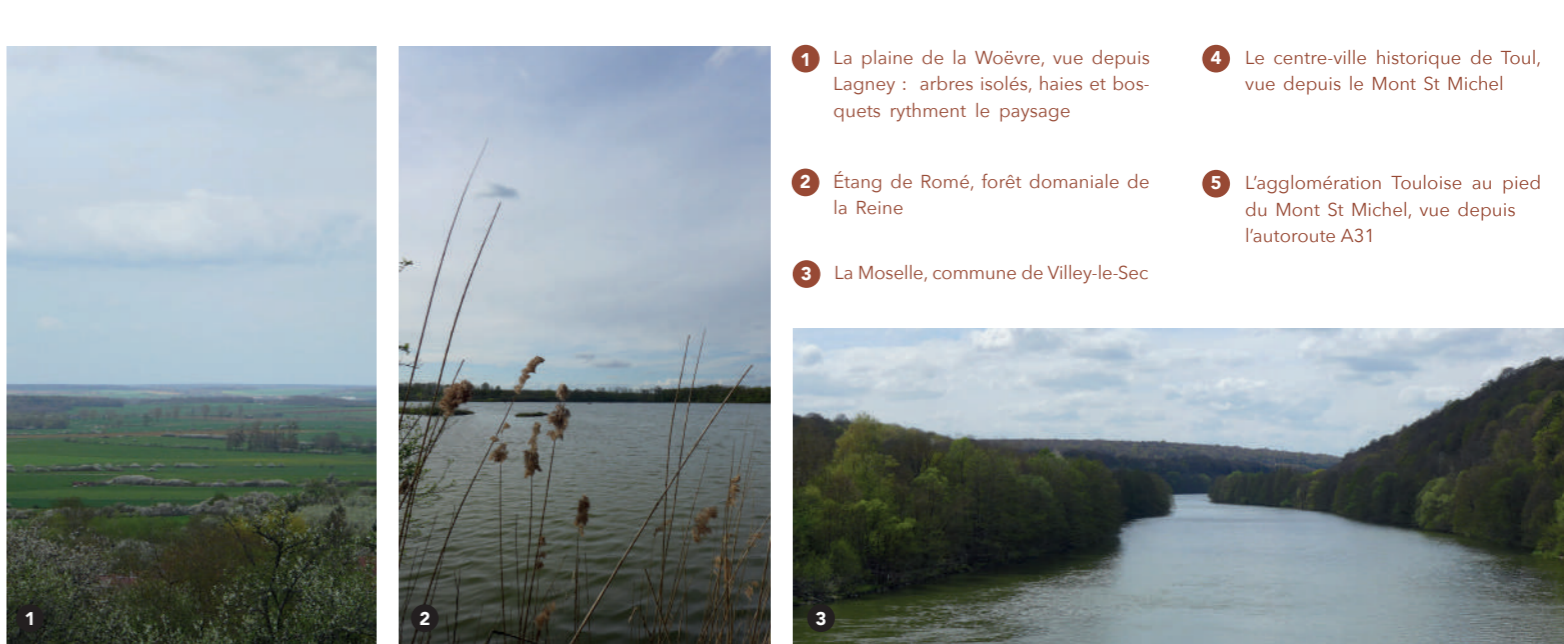 1 La plaine de la Woëvre, vue depuis
Lagney : arbres isolés, haies et bos-
quets rythment le paysage
2 Étang de Romé, forêt domaniale de
la Reine
3 La Moselle, commune de Villey-le-Sec
4 Le centre-ville historique de Toul,
vue depuis le Mont St Michel
5 L'agglomération Touloise au pied
du Mont St Michel, vue depuis
l'autoroute A31
1
2
3